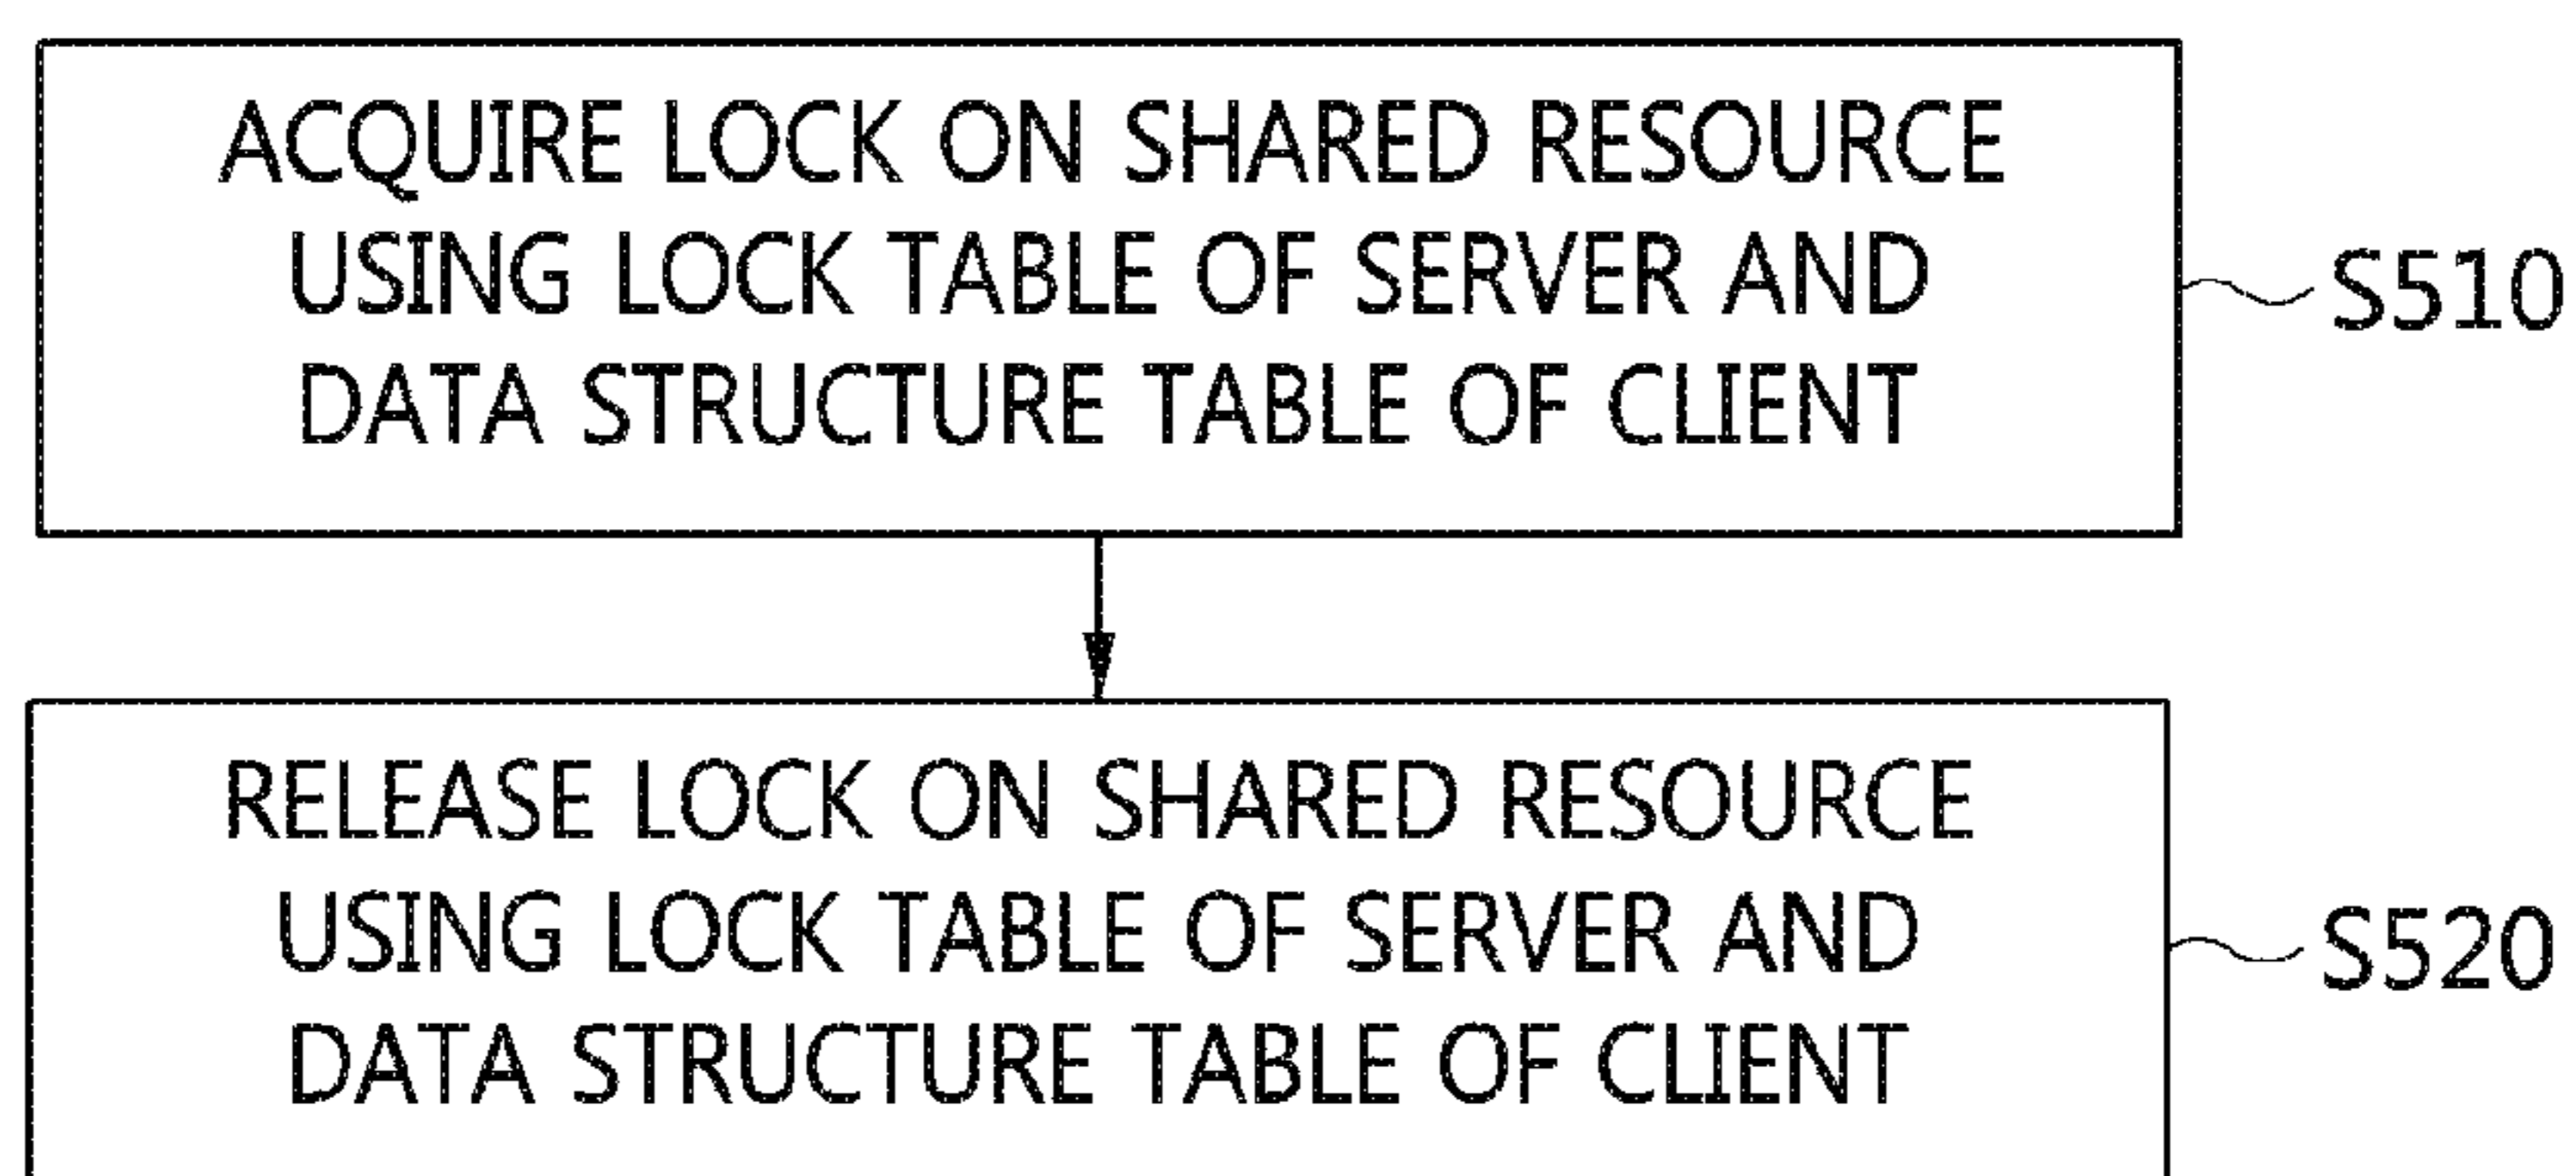 ACQUIRE LOCK ON SHARED RESOURCE
USING LOCK TABLE OF SERVER AND
DATA STRUCTURE TABLE OF CLIENT
S510
RELEASE LOCK ON SHARED RESOURCE
USING LOCK TABLE OF SERVER AND
DATA STRUCTURE TABLE OF CLIENT
S520